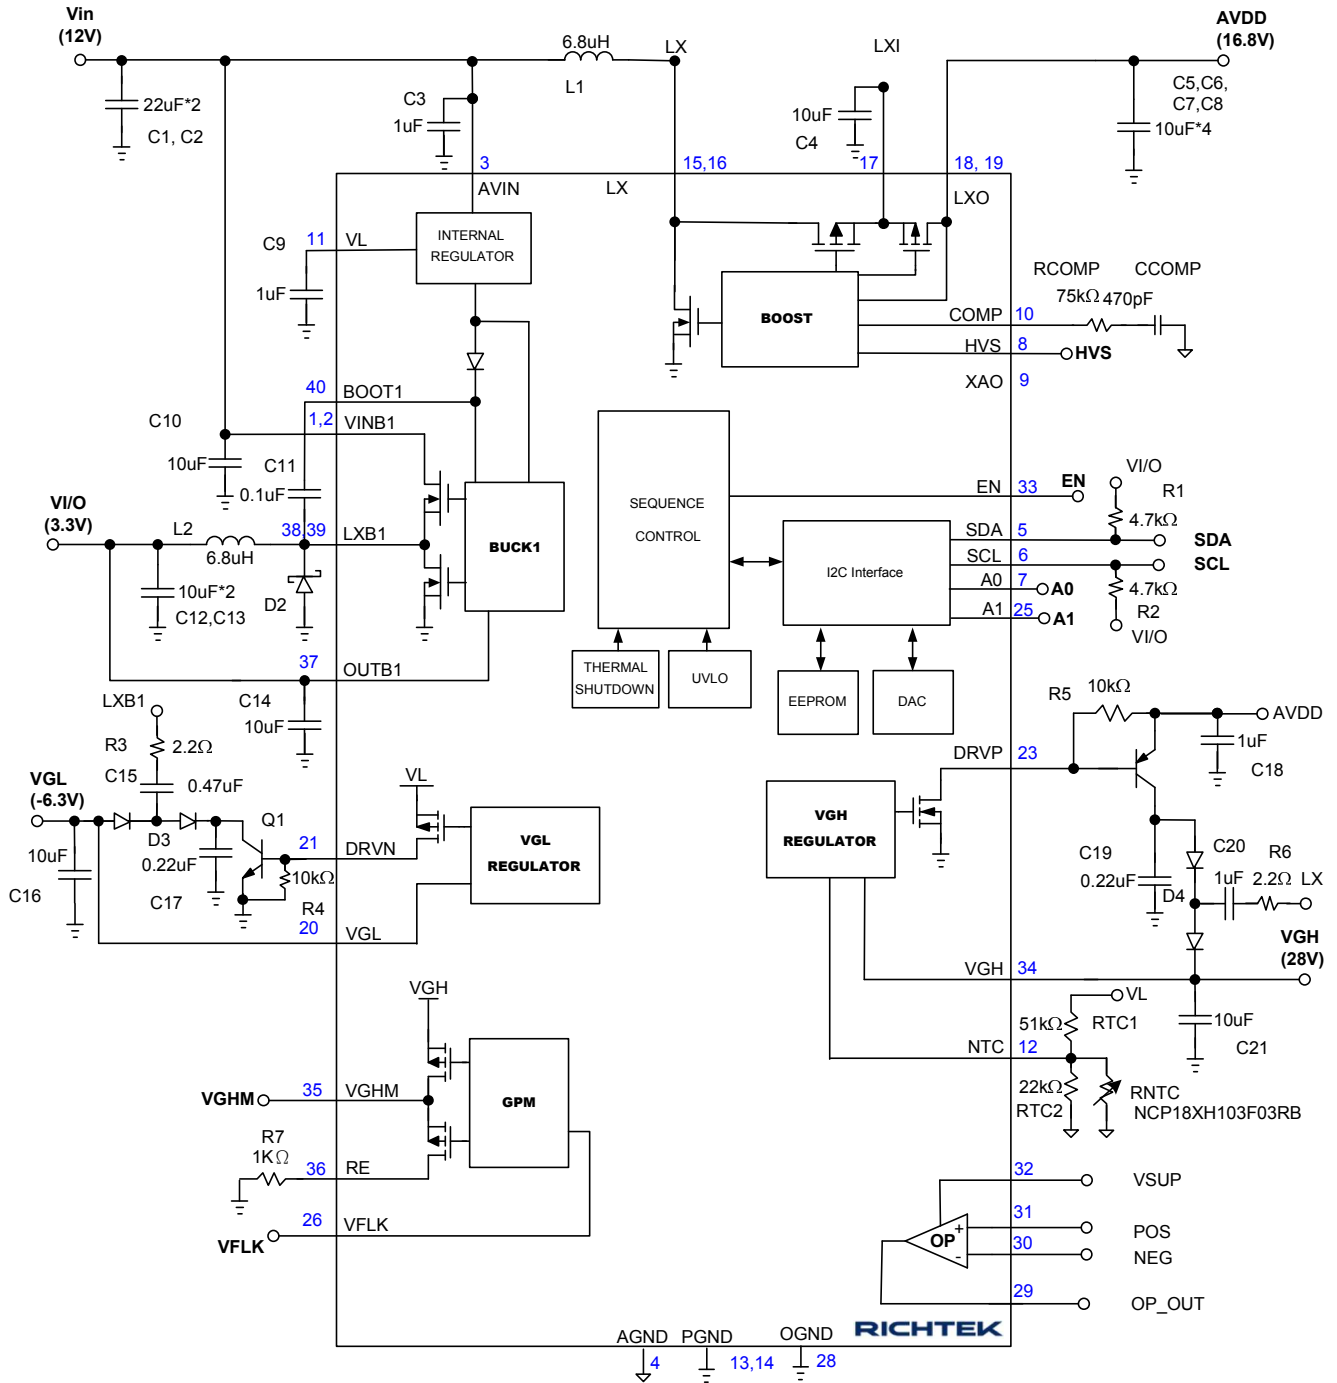 Vin
(12V)
6.8uH
LX
LXI
AVDD
(16.8V)
L1
22uF*2
C1, C2
C3
1uF
10uF
C4
C5,C6,
C7,C8
10uF*4
3
15,16
17
18, 19
AVIN
LX
LXO
C9
11
VL
INTERNAL
REGULATOR
1uF
BOOST
RCOMP
CCOMP
75kΩ
470pF
COMP
10
HVS
8
HVS
XAO
9
40
BOOT1
C10
1,2
VINB1
10uF
C11
0.1uF
VI/O
(3.3V)
L2
6.8uH
38,39
LXB1
BUCK1
10uF*2
C12,C13
D2
37
OUTB1
C14
10uF
SEQUENCE
CONTROL
EN
33
EN
VI/O
R1
4.7kΩ
SDA
5
SDA
SCL
6
SCL
I2C Interface
A0
7
A0
A1
25
A1
4.7kΩ
R2
VI/O
THERMAL
SHUTDOWN
UVLO
EEPROM
DAC
LXB1
R3
2.2Ω
C15
0.47uF
VGL
(-6.3V)
D3
Q1
10uF
C16
0.22uF
C17
10kΩ
R4
21
DRVN
VL
VGL
REGULATOR
20
VGL
R5
10kΩ
AVDD
1uF
C18
DRVP
23
VGH
REGULATOR
C19
0.22uF
D4
C20
1uF
R6
2.2Ω
LX
VGH
(28V)
VGH
34
10uF
C21
VL
51kΩ
RTC1
NTC
12
22kΩ
RTC2
RNTC
NCP18XH103F03RB
VGH
VGHM
35
VGHM
GPM
R7
1KΩ
36
RE
VFLK
26
VFLK
32
VSUP
31
POS
OP
+
-
30
NEG
29
OP_OUT
RICHTEK
AGND
PGND
OGND
4
13,14
28